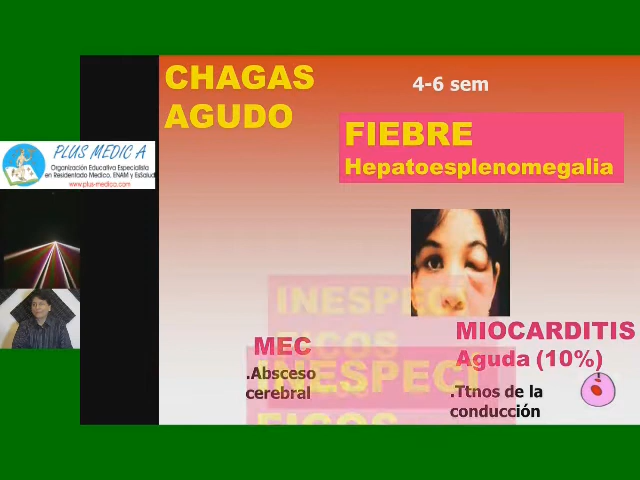 CHAGAS
AGUDO
4-6 sem
FIEBRE
Hepatoesplenomegalia
PLUS MEDIC A
Organización Educativa Especialista
en Residentado Medico, ENAM y EsSalud
www.plus-medica.com
INESPECI
FICOS
MIOCARDITIS
Aguda (10%)
MEC
.Absceso
cerebral
INESPECI
FICOS
.Ttnos de la
conducción